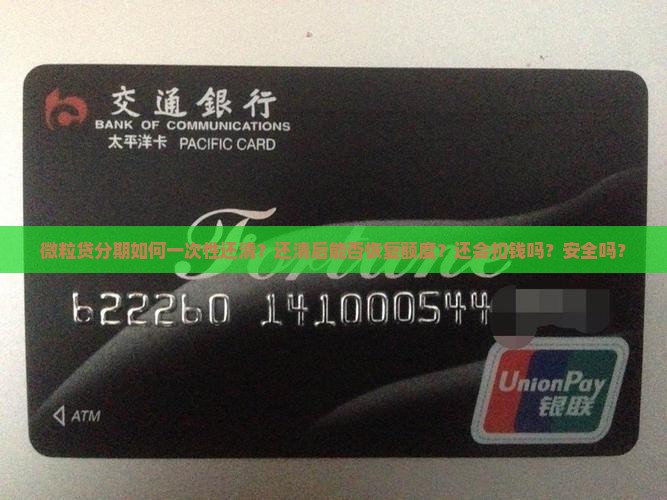 交通銀行
BANK OF COMMUNICATIONS
太平洋卡 PACIFIC CARD
微粒贷分期如何一次性还清？还清后能否恢复额度？还会扣钱吗？安全吗？
Fortune
622260 141000544
UnionPay
银联
ATM